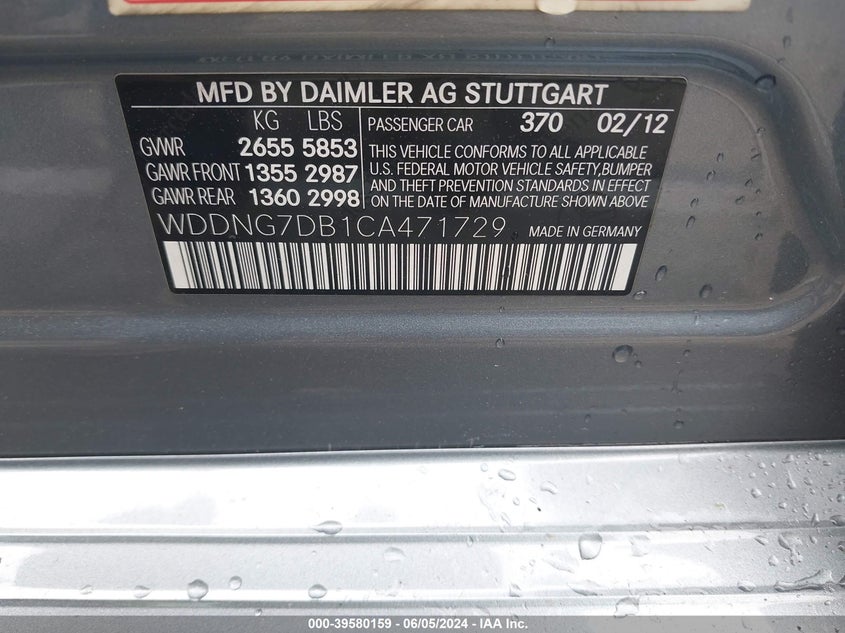 MFD BY DAIMLER AG STUTTGART
KG LBS
GVWR 2655 5853
GAWR FRONT 1355 2987
GAWR REAR 1360 2998
PASSENGER CAR 370 02/12
THIS VEHICLE CONFORMS TO ALL APPLICABLE
U.S. FEDERAL MOTOR VEHICLE SAFETY,BUMPER
AND THEFT PREVENTION STANDARDS IN EFFECT
ON THE DATE OF MANUFACTURE SHOWN ABOVE
WDDNG7DB1CA471729 MADE IN GERMANY
000-39580159 - 06/05/2024 - IAA Inc.